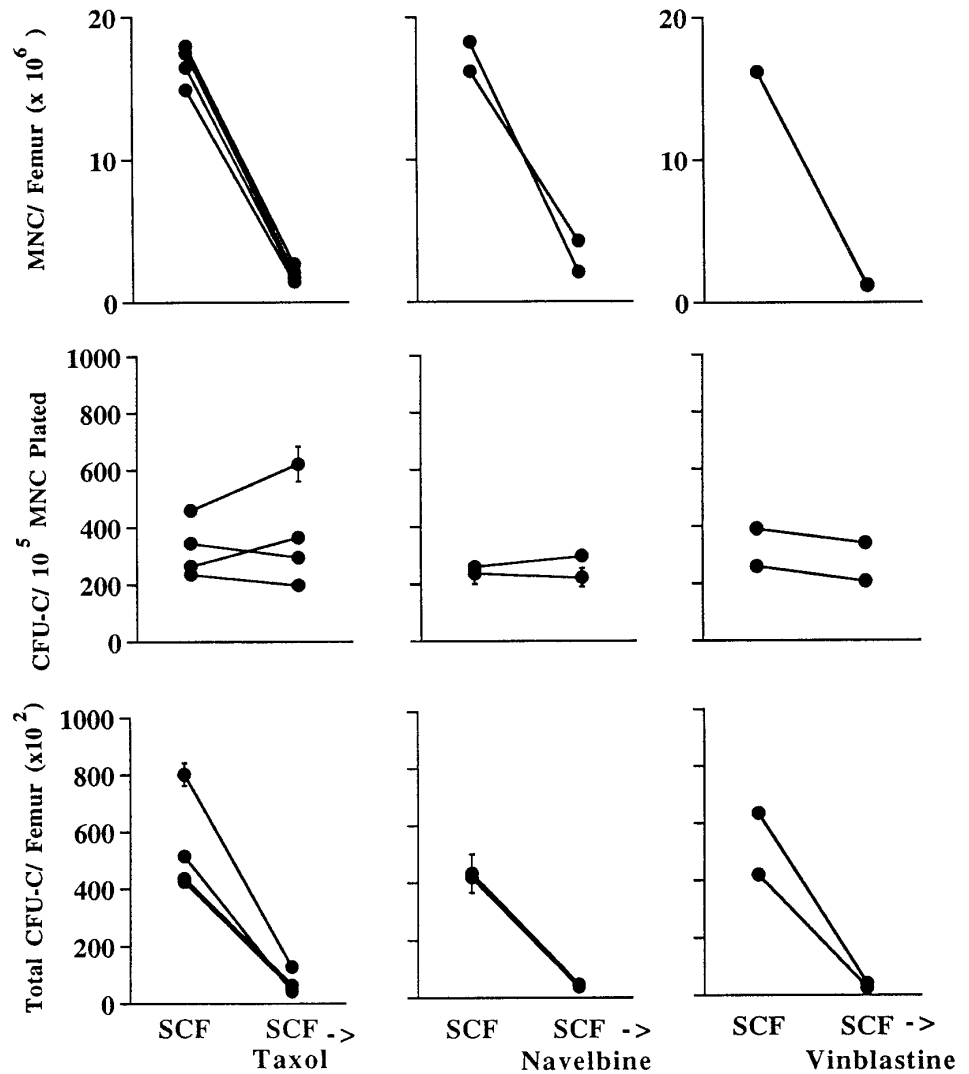 MNC/ Femur (x 10⁶ )
20
10
0
20
10
0
CFU-C/ 10⁵ MNC Plated
1000
800
600
400
200
0
Total CFU-C/ Femur (x10²)
1000
800
600
400
200
0
SCF SCF ->
Taxol
SCF SCF ->
Navelbine
SCF SCF ->
Vinblastine